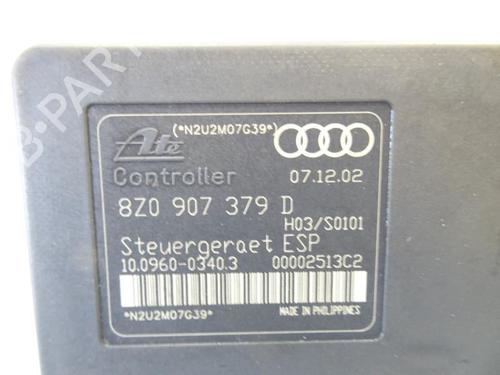 (*N2U2M07G39*)
Ate
Controller 07.12.02
8Z0 907 379 D
H03/S0101
Steuergeraet ESP
10.0960-0340.3 00002513C2
*N2U2M07G39*
MADE IN PHILIPPINES
B-PARTS